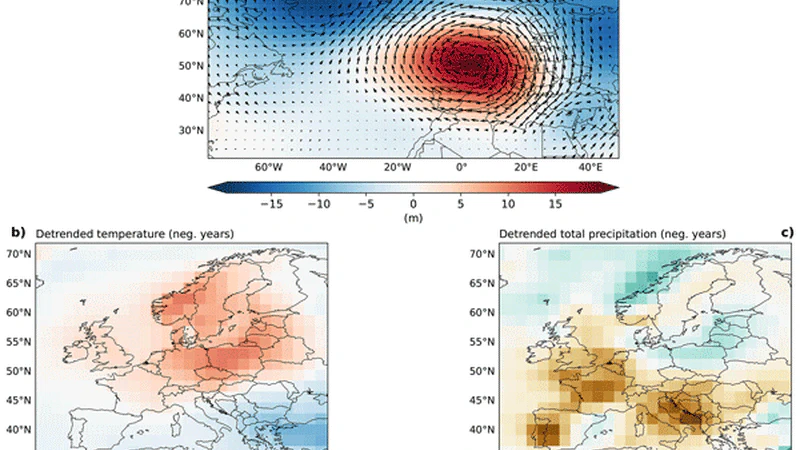 70°N
60°N
50°N
40°N
30°N
60°W 40°W 20°W 0° 20°E 40°E
−15 −10 −5 0 5 10 15
(m)
b) Detrended temperature (neg. years)
70°N
65°N
60°N
55°N
50°N
45°N
40°N
Detrended total precipitation (neg. years) c)
70°N
65°N
60°N
55°N
50°N
45°N
40°N